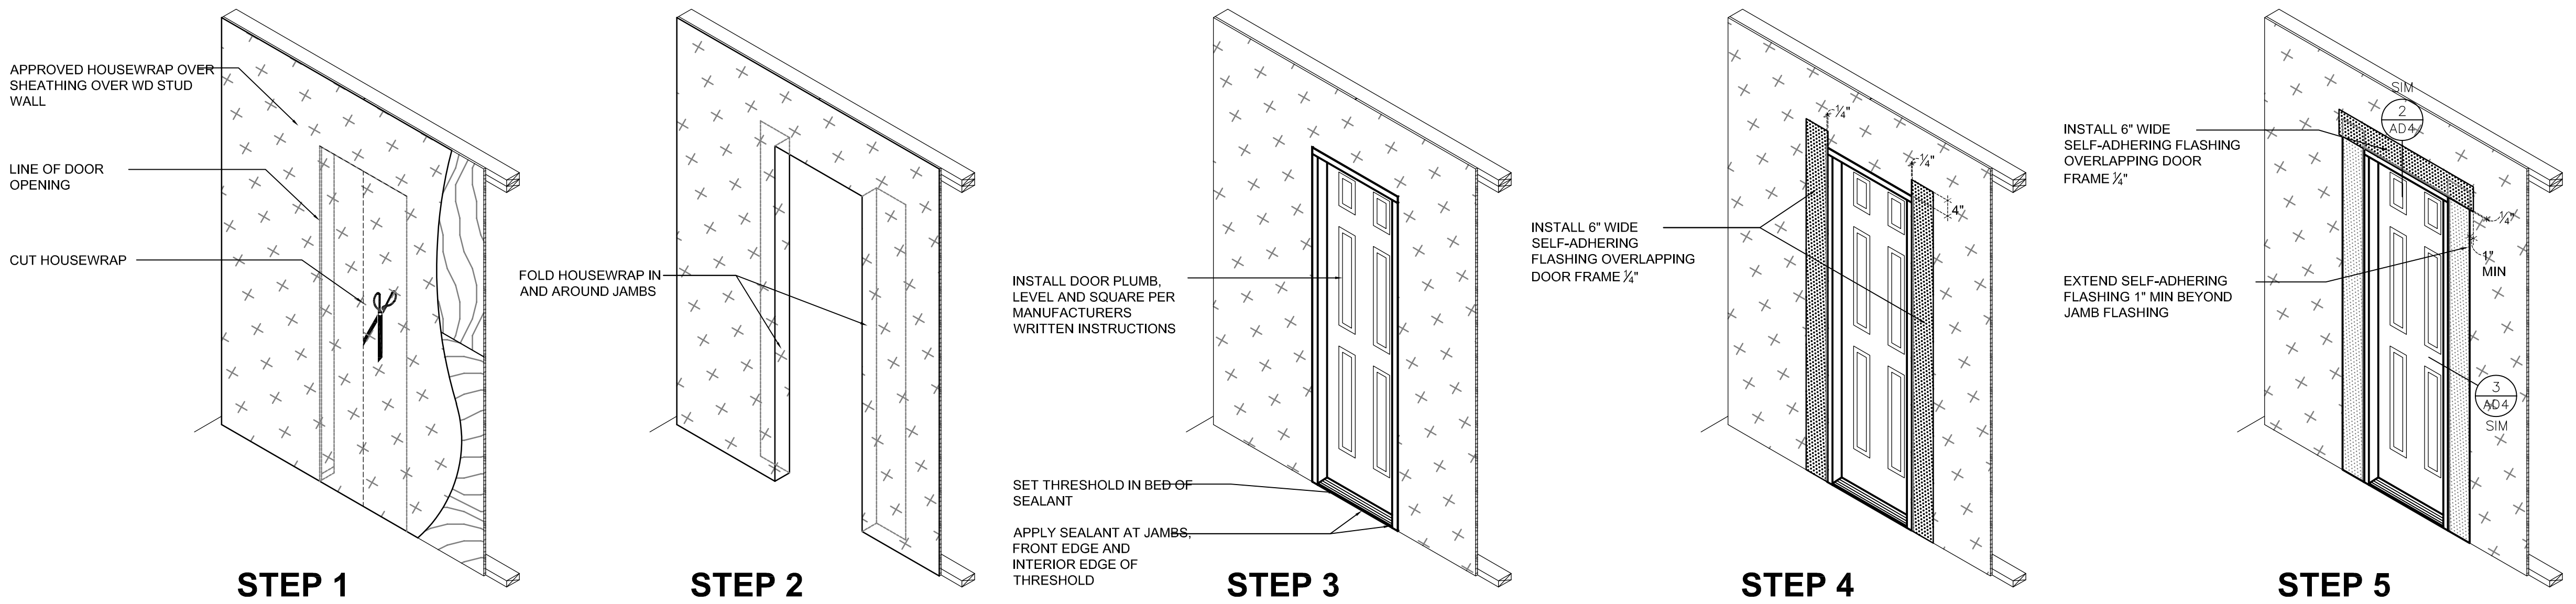 APPROVED HOUSEWRAP OVER
SHEATHING OVER WD STUD
WALL
LINE OF DOOR
OPENING
CUT HOUSEWRAP
STEP 1
FOLD HOUSEWRAP IN
AND AROUND JAMBS
STEP 2
INSTALL DOOR PLUMB,
LEVEL AND SQUARE PER
MANUFACTURERS
WRITTEN INSTRUCTIONS
SET THRESHOLD IN BED OF
SEALANT
APPLY SEALANT AT JAMBS,
FRONT EDGE AND
INTERIOR EDGE OF
THRESHOLD
STEP 3
¼"
¼"
4"
INSTALL 6" WIDE
SELF-ADHERING
FLASHING OVERLAPPING
DOOR FRAME ¼"
STEP 4
SIM
2
AD4
INSTALL 6" WIDE
SELF-ADHERING FLASHING
OVERLAPPING DOOR
FRAME ¼"
¼"
1"
MIN
EXTEND SELF-ADHERING
FLASHING 1" MIN BEYOND
JAMB FLASHING
3
AD4
SIM
STEP 5